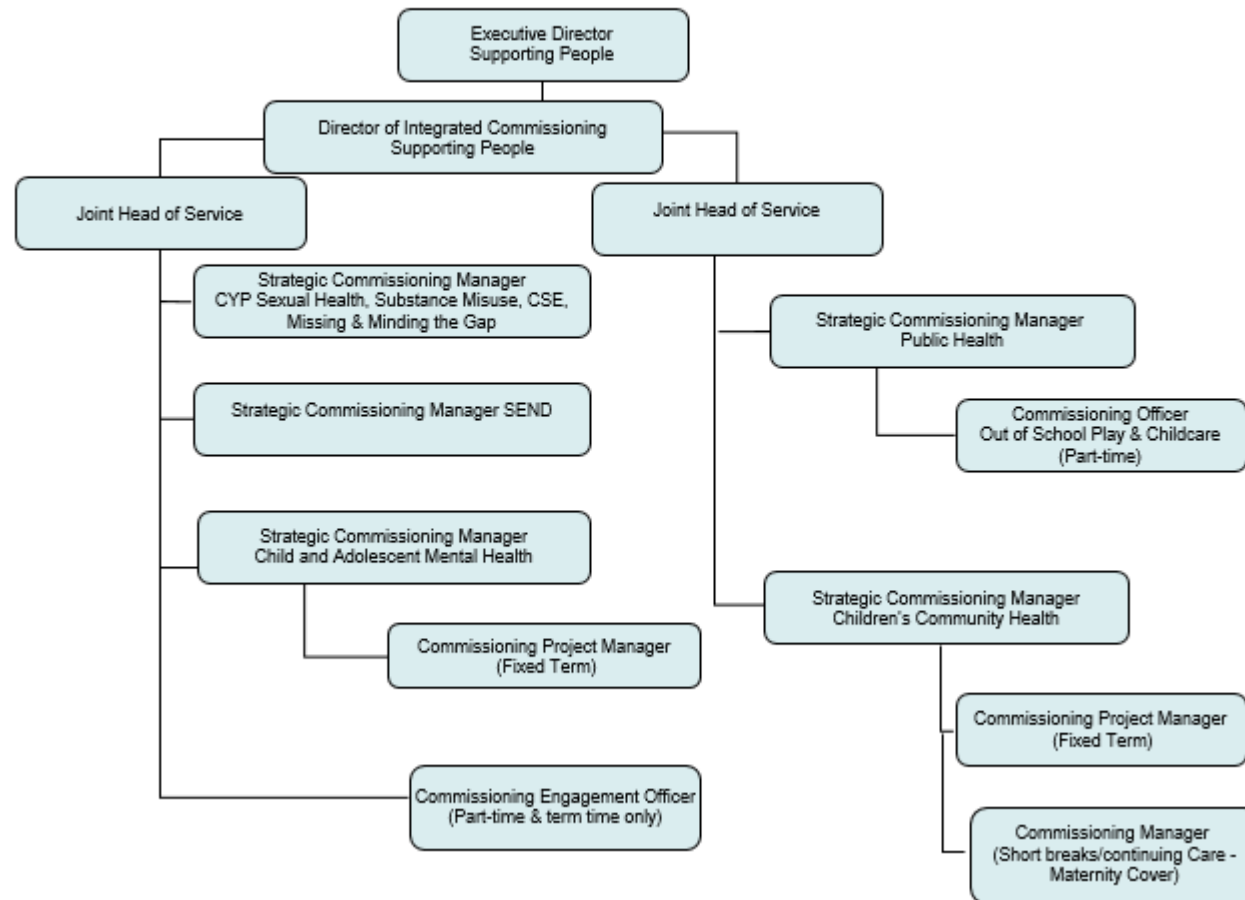 Executive Director
Supporting People
Director of Integrated Commissioning
Supporting People
Joint Head of Service
Joint Head of Service
Strategic Commissioning Manager
CYP Sexual Health, Substance Misuse, CSE,
Missing & Minding the Gap
Strategic Commissioning Manager
Public Health
Strategic Commissioning Manager SEND
Commissioning Officer
Out of School Play & Childcare
(Part-time)
Strategic Commissioning Manager
Child and Adolescent Mental Health
Strategic Commissioning Manager
Children's Community Health
Commissioning Project Manager
(Fixed Term)
Commissioning Project Manager
(Fixed Term)
Commissioning Engagement Officer
(Part-time & term time only)
Commissioning Manager
(Short breaks/continuing Care -
Maternity Cover)